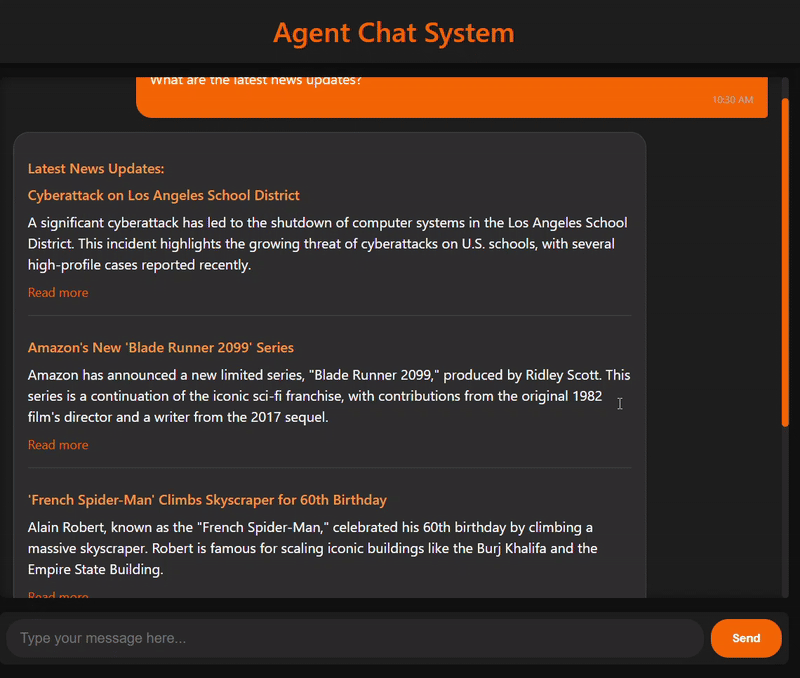 Agent Chat System
What are the latest news updates?
10:30 AM
Latest News Updates:
Cyberattack on Los Angeles School District
A significant cyberattack has led to the shutdown of computer systems in the Los Angeles School
District. This incident highlights the growing threat of cyberattacks on U.S. schools, with several
high-profile cases reported recently.
Read more
Amazon's New 'Blade Runner 2099' Series
Amazon has announced a new limited series, "Blade Runner 2099," produced by Ridley Scott. This
series is a continuation of the iconic sci-fi franchise, with contributions from the original 1982
film's director and a writer from the 2017 sequel.
Read more
'French Spider-Man' Climbs Skyscraper for 60th Birthday
Alain Robert, known as the "French Spider-Man," celebrated his 60th birthday by climbing a
massive skyscraper. Robert is famous for scaling iconic buildings like the Burj Khalifa and the
Empire State Building.
Read more
Type your message here...
Send